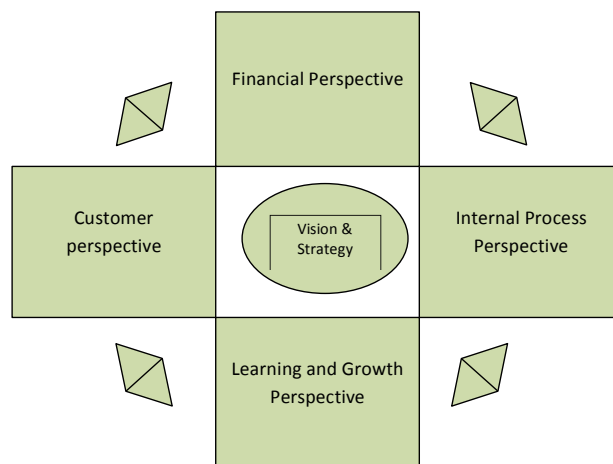 Financial Perspective
Customer
perspective
Vision &
Strategy
Internal Process
Perspective
Learning and Growth
Perspective